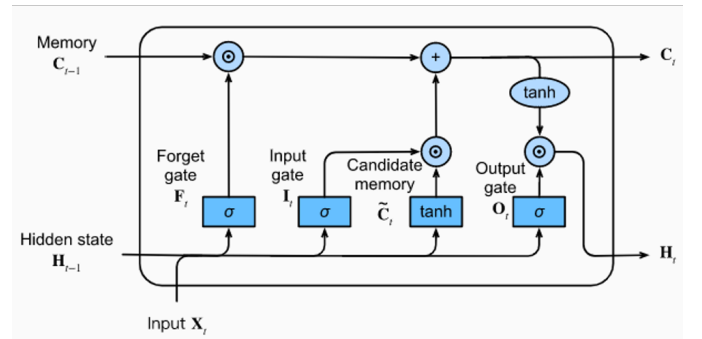 Memory
C_{t-1}
C_t
tanh
Forget
gate
F_t
Input
gate
I_t
Candidate
memory
C̃_t
Output
gate
O_t
σ
σ
tanh
σ
Hidden state
H_{t-1}
H_t
Input X_t